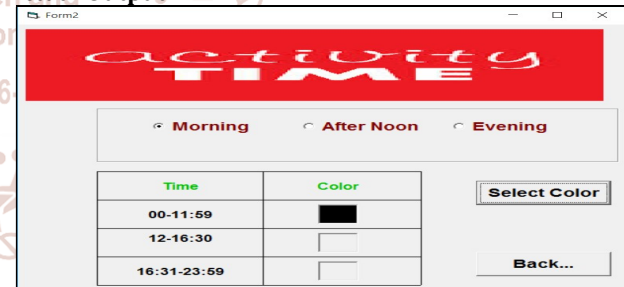 Form2
activity
TIME
Morning After Noon Evening
Time Color
Select Color
00-11:59
12-16:30
16:31-23:59
Back...